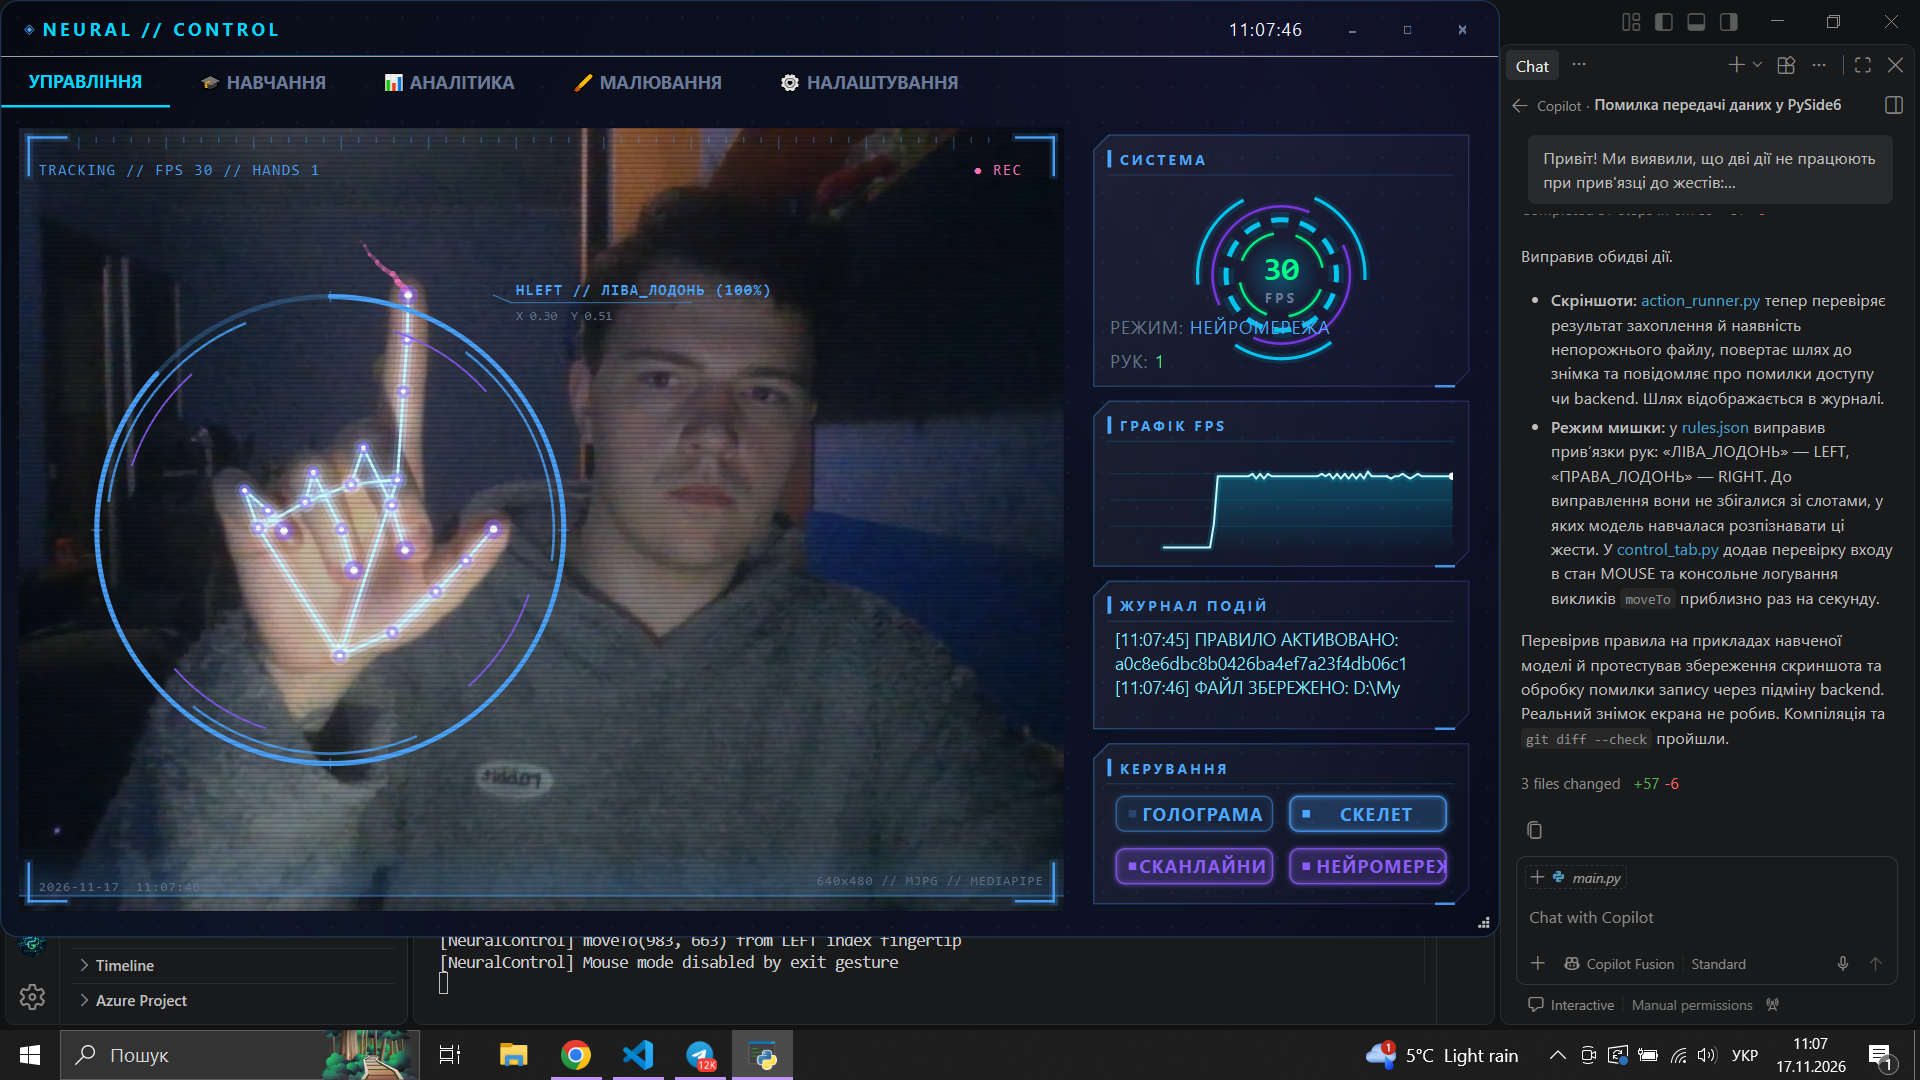 NEURAL // CONTROL
11:07:46
УПРАВЛІННЯ
НАВЧАННЯ
АНАЛІТИКА
МАЛЮВАННЯ
НАЛАШТУВАННЯ
TRACKING // FPS 30 // HANDS 1
REC
HLEFT // ЛІВА_ЛОДОНЬ (100%)
X 0.30 Y 0.51
2026-11-17 11:07:46
640x480 // MJPG // MEDIAPIPE
СИСТЕМА
30
FPS
РЕЖИМ: НЕЙРОМЕРЕЖА
РУК: 1
ГРАФІК FPS
ЖУРНАЛ ПОДІЙ
[11:07:45] ПРАВИЛО АКТИВОВАНО:
a0c8e6dbc8b0426ba4ef7a23f4db06c1
[11:07:46] ФАЙЛ ЗБЕРЕЖЕНО: D:\My
КЕРУВАННЯ
ГОЛОГРАМА
СКЕЛЕТ
СКАНЛАЙНИ
НЕЙРОМЕРЕЖ
Timeline
Azure Project
[NeuralControl] moveTo(983, 663) from LEFT index fingertip
[NeuralControl] Mouse mode disabled by exit gesture
Chat
Copilot · Помилка передачі даних у PySide6
Привіт! Ми виявили, що дві дії не працюють
при прив'язці до жестів:...
Виправив обидві дії.
Скріншоти: action_runner.py тепер перевіряє
результат захоплення й наявність
непорожнього файлу, повертає шлях до
знімка та повідомляє про помилки доступу
чи backend. Шлях відображається в журналі.
Режим мишки: у rules.json виправив
прив’язки рук: «ЛІВА_ЛОДОНЬ» — LEFT,
«ПРАВА_ЛОДОНЬ» — RIGHT. До
виправлення вони не збігалися зі слотами, у
яких модель навчалася розпізнавати ці
жести. У control_tab.py додав перевірку входу
в стан MOUSE та консольне логування
викликів moveTo приблизно раз на секунду.
Перевірив правила на прикладах навченої
моделі й протестував збереження скриншота та
обробку помилки запису через підміну backend.
Реальний знімок екрана не робив. Компіляція та
git diff --check пройшли.
3 files changed +57 -6
main.py
Chat with Copilot
Copilot Fusion
Standard
Interactive
Manual permissions
Пошук
12K
1
5°C Light rain
УКР
11:07
17.11.2026
1